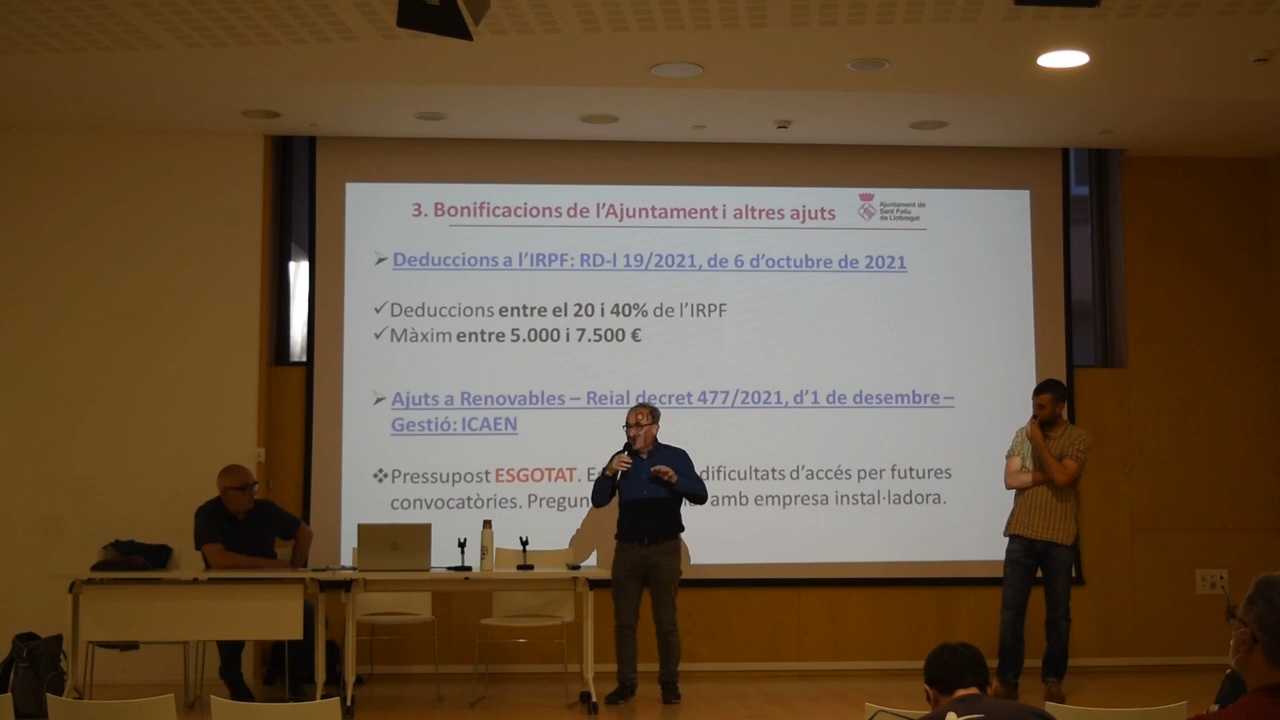 3. Bonificacions de l'Ajuntament i altres ajuts
Ajuntament de
Sant Feliu
de Llobregat
Deduccions a l'IRPF: RD-l 19/2021, de 6 d'octubre de 2021
Deduccions entre el 20 i 40% de l'IRPF
Màxim entre 5.000 i 7.500 €
Ajuts a Renovables – Reial decret 477/2021, d'1 de desembre –
Gestió: ICAEN
Pressupost ESGOTAT. dificultats d'accés per futures
convocatòries. amb empresa instal·ladora.